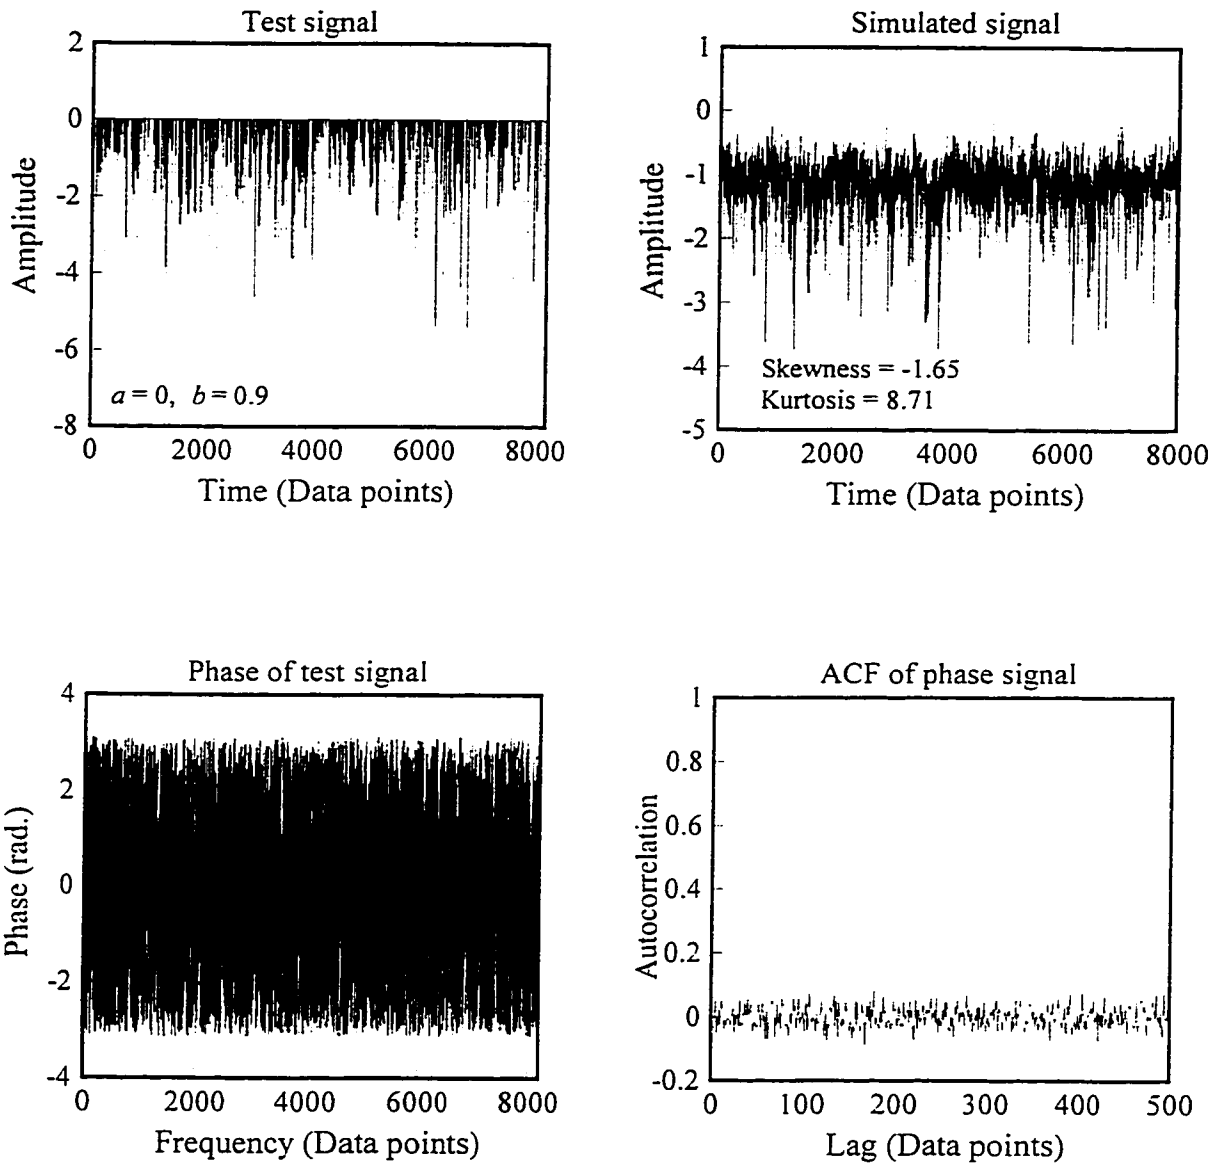 Test signal
2
0
-2
-4
-6
-8
Amplitude
a = 0, b = 0.9
0 2000 4000 6000 8000
Time (Data points)
Simulated signal
1
0
-1
-2
-3
-4
-5
Amplitude
Skewness = -1.65
Kurtosis = 8.71
0 2000 4000 6000 8000
Time (Data points)
Phase of test signal
4
2
0
-2
-4
Phase (rad.)
0 2000 4000 6000 8000
Frequency (Data points)
ACF of phase signal
1
0.8
0.6
0.4
0.2
0
-0.2
Autocorrelation
0 100 200 300 400 500
Lag (Data points)